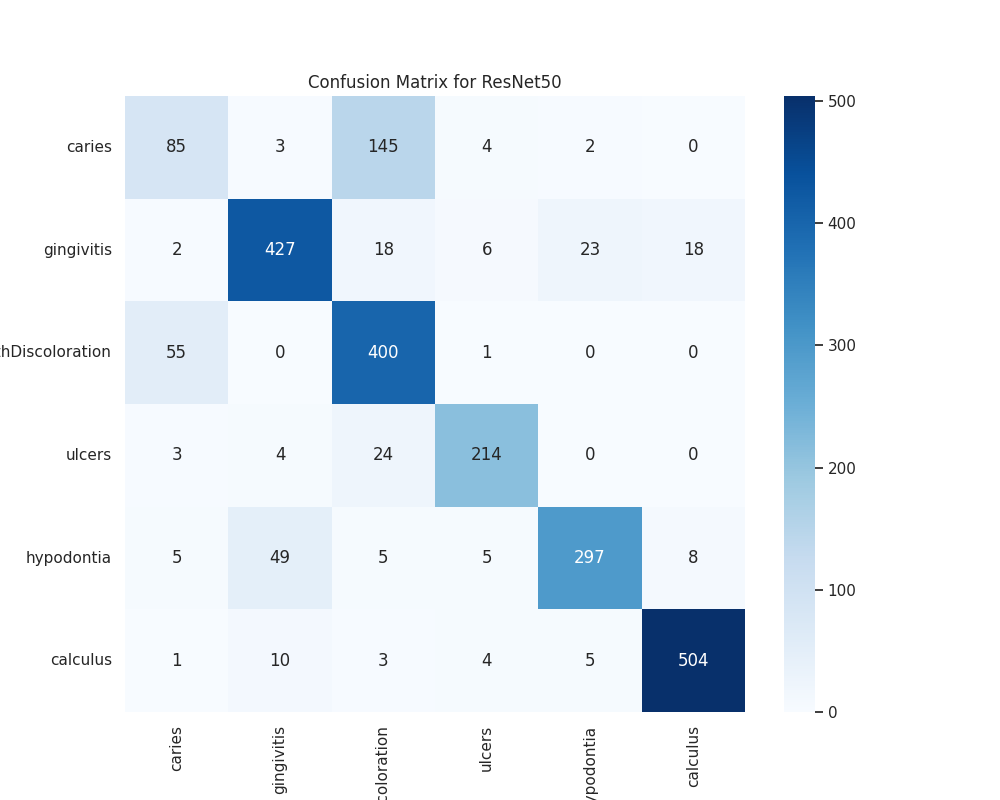 Confusion Matrix for ResNet50
caries 85 3 145 4 2 0
gingivitis 2 427 18 6 23 18
thDiscoloration 55 0 400 1 0 0
ulcers 3 4 24 214 0 0
hypodontia 5 49 5 5 297 8
calculus 1 10 3 4 5 504
caries gingivitis coloration ulcers ypodontia calculus
500
400
300
200
100
0